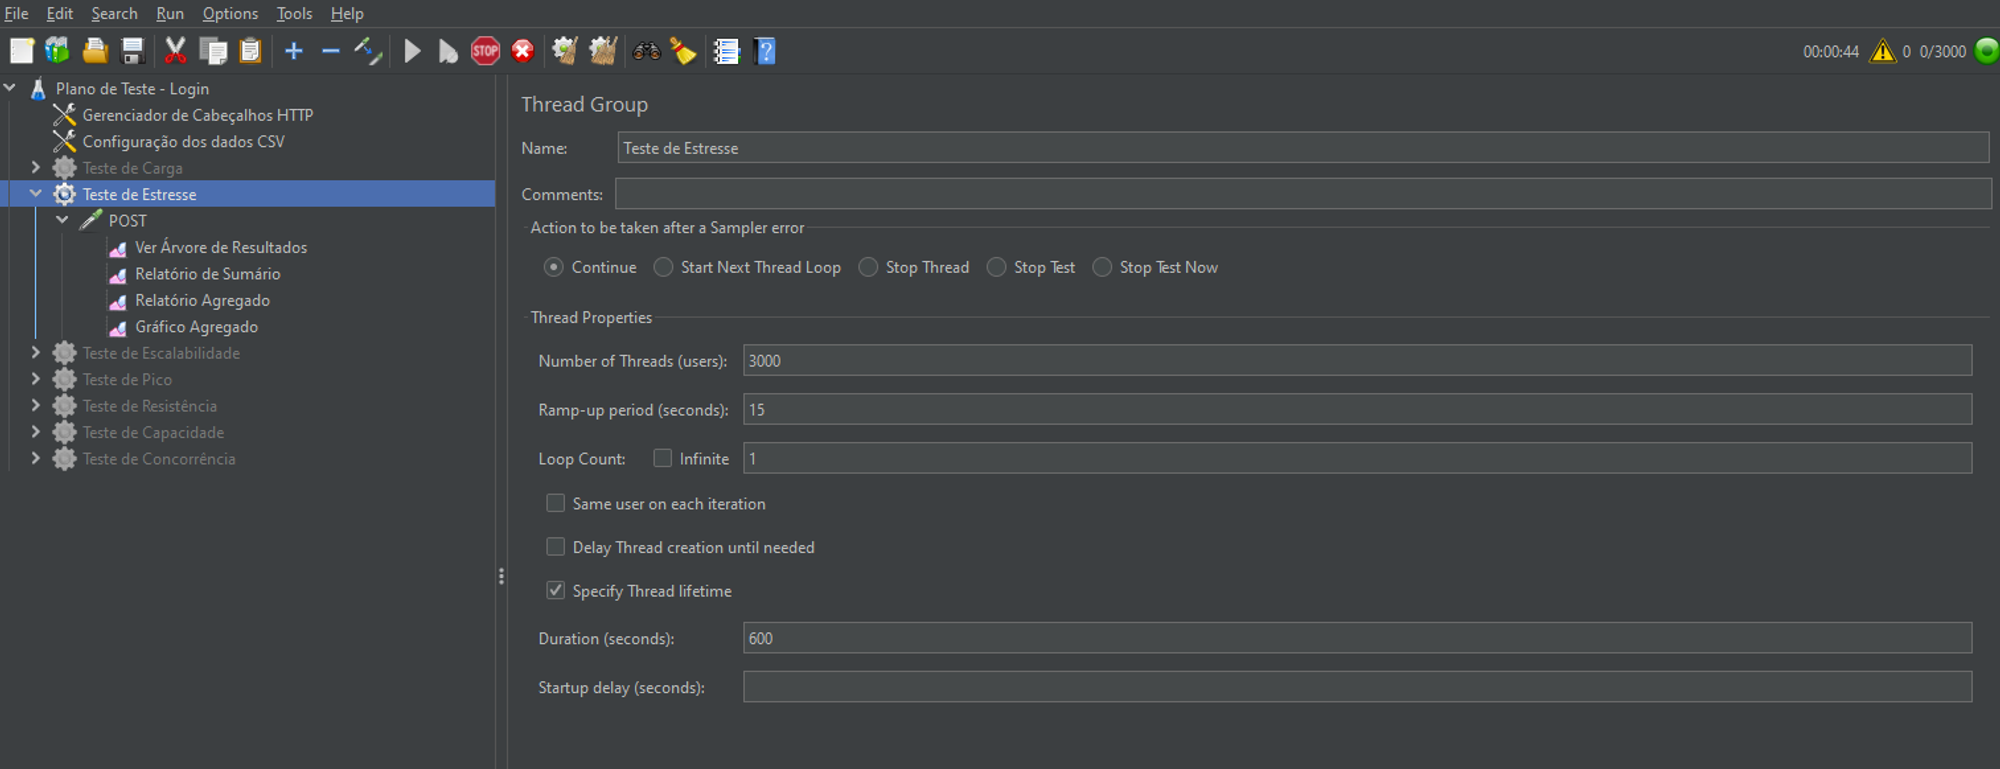 File Edit Search Run Options Tools Help
STOP ? 00:00:44 0 0/3000
Plano de Teste - Login
Gerenciador de Cabeçalhos HTTP
Configuração dos dados CSV
Teste de Carga
Teste de Estresse
POST
Ver Árvore de Resultados
Relatório de Sumário
Relatório Agregado
Gráfico Agregado
Teste de Escalabilidade
Teste de Pico
Teste de Resistência
Teste de Capacidade
Teste de Concorrência
Thread Group
Name: Teste de Estresse
Comments:
Action to be taken after a Sampler error
Continue Start Next Thread Loop Stop Thread Stop Test Stop Test Now
Thread Properties
Number of Threads (users): 3000
Ramp-up period (seconds): 15
Loop Count: Infinite 1
Same user on each iteration
Delay Thread creation until needed
Specify Thread lifetime
Duration (seconds): 600
Startup delay (seconds):